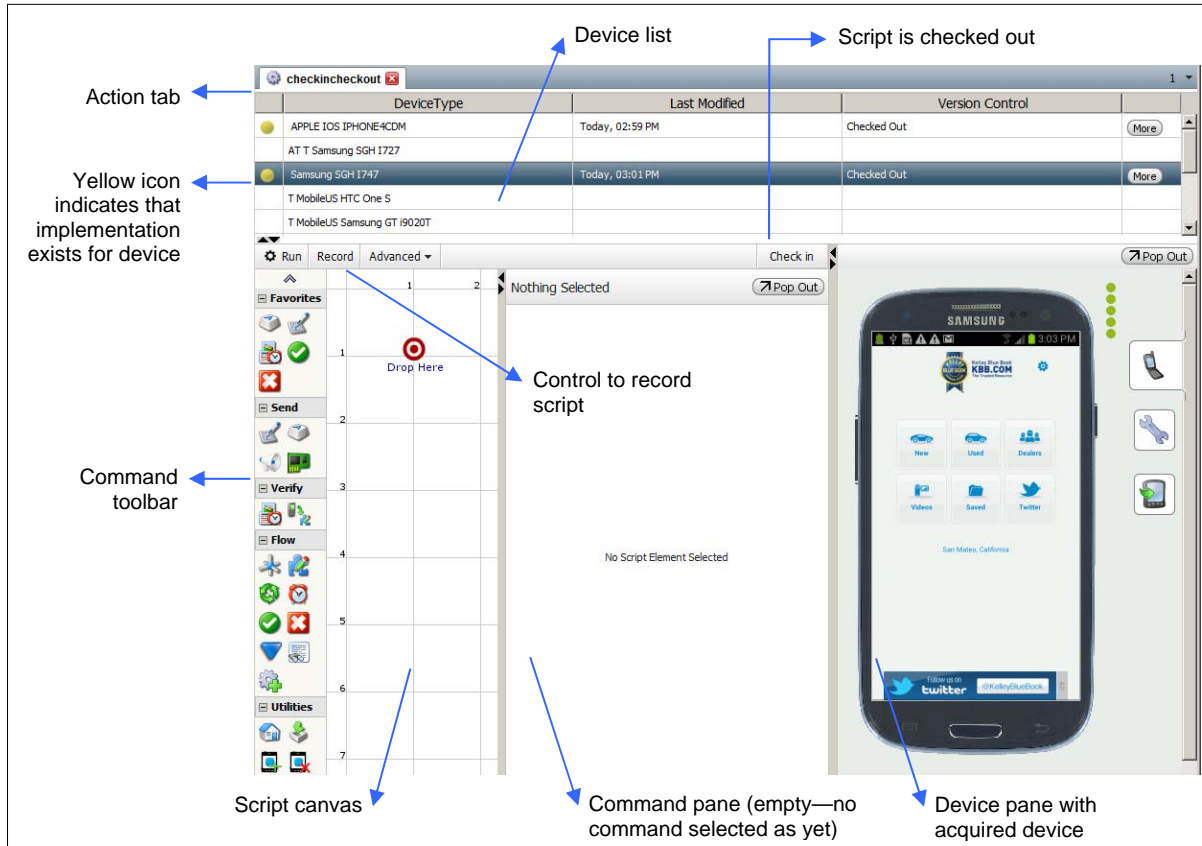 Device list
Script is checked out
Action tab
checkincheckout
1
DeviceType
Last Modified
Version Control
APPLE IOS IPHONE4CDM
Today, 02:59 PM
Checked Out
More
AT T Samsung SGH I727
Samsung SGH I747
Today, 03:01 PM
Checked Out
More
T MobileUS HTC One S
T MobileUS Samsung GT i9020T
Yellow icon
indicates that
implementation
exists for device
Run
Record
Advanced
Check in
Pop Out
Favorites
Send
Verify
Flow
Utilities
1
2
1
2
3
4
5
6
7
Drop Here
Nothing Selected
Pop Out
Control to record
script
No Script Element Selected
Command
toolbar
SAMSUNG
3:03 PM
Kelley Blue Book
KBB.COM
The Trusted Resource
New
Used
Dealers
Videos
Saved
Twitter
San Mateo, California
Follow us on
twitter
@KelleyBlueBook
Script canvas
Command pane (empty—no
command selected as yet)
Device pane with
acquired device